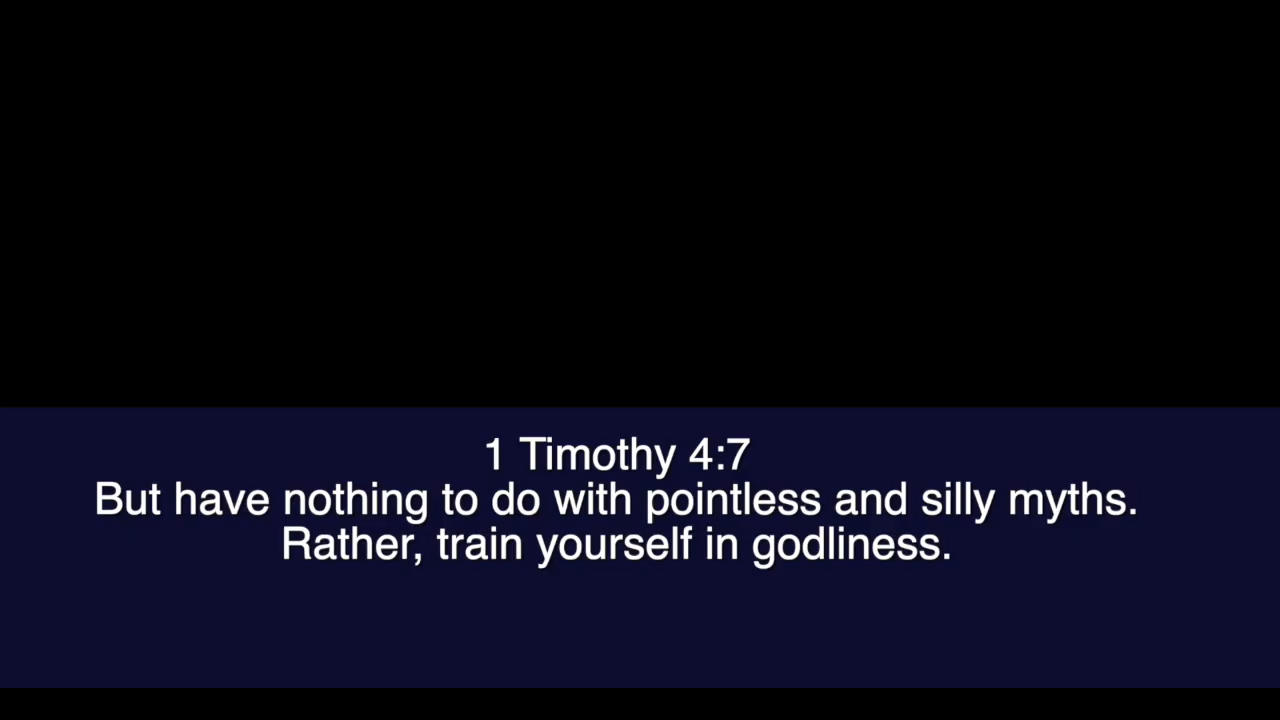 1 Timothy 4:7
But have nothing to do with pointless and silly myths.
Rather, train yourself in godliness.